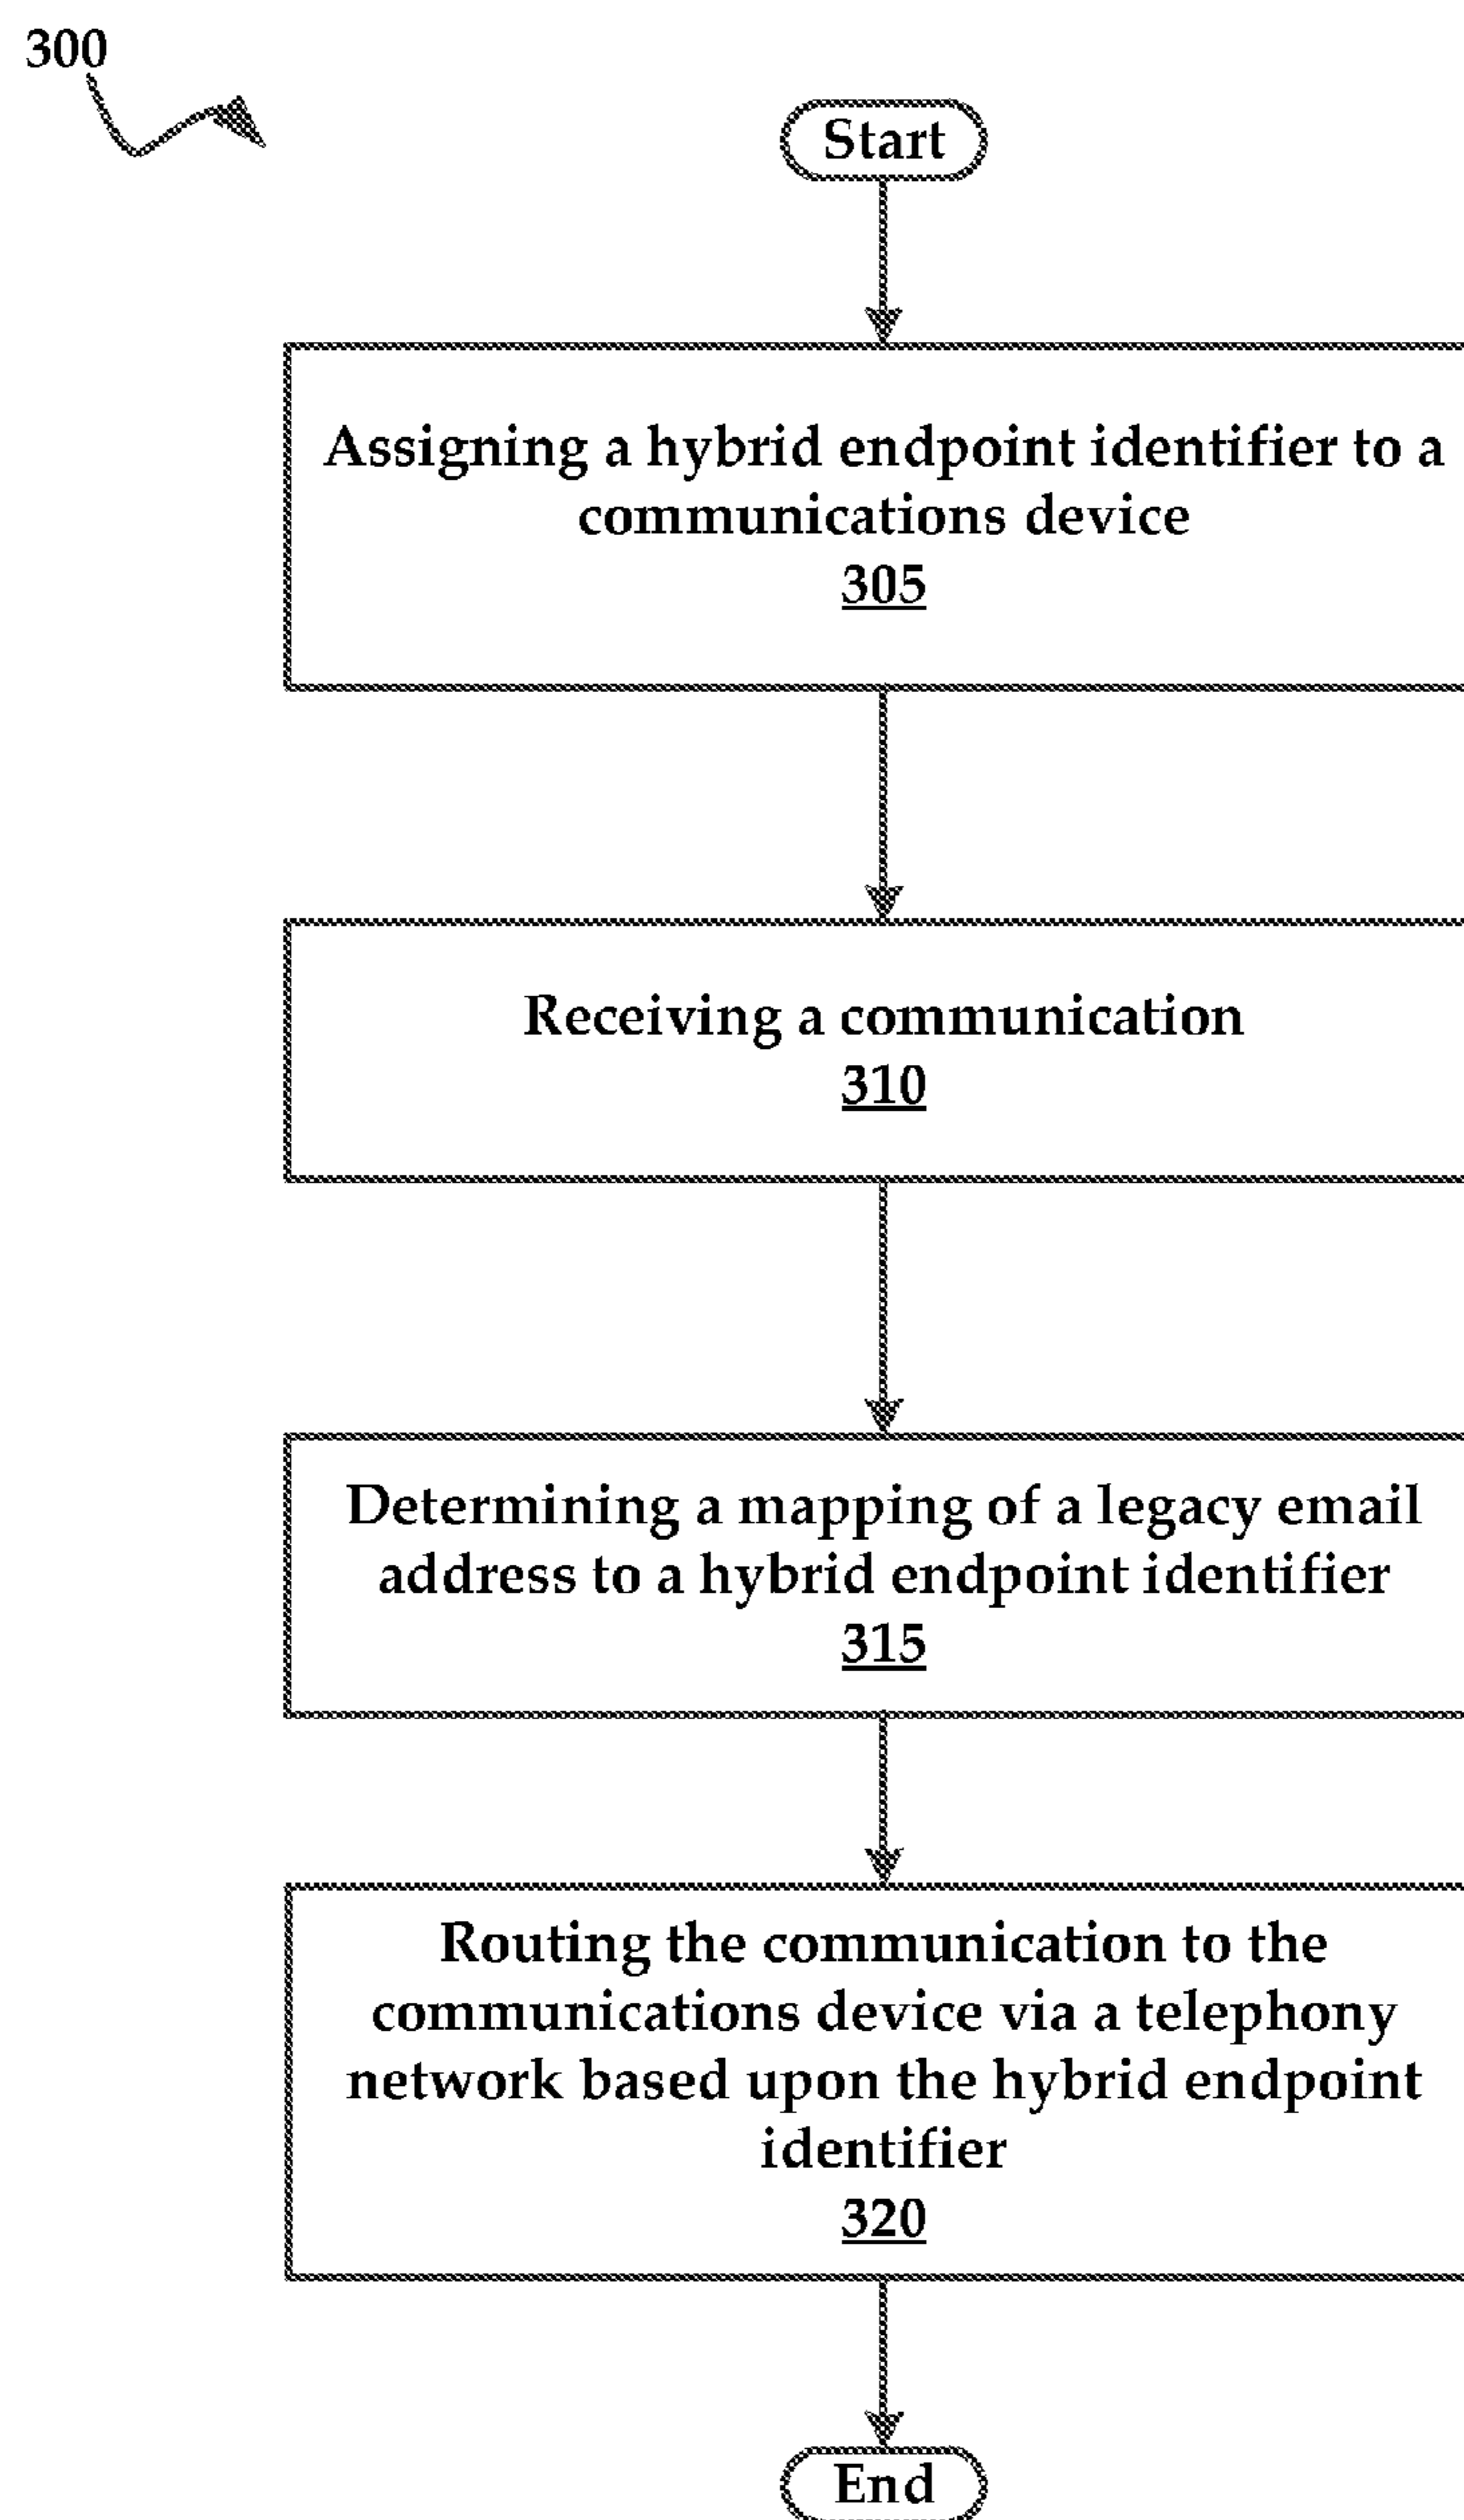 300
Start
Assigning a hybrid endpoint identifier to a
communications device
305
Receiving a communication
310
Determining a mapping of a legacy email
address to a hybrid endpoint identifier
315
Routing the communication to the
communications device via a telephony
network based upon the hybrid endpoint
identifier
320
End